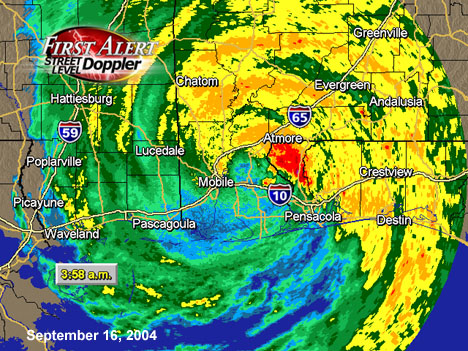 FIRST ALERT
STREET LEVEL Doppler
Greenville
Chatom
Evergreen
Hattiesburg
Andalusia
65
59
Atmore
Lucedale
Poplarville
Crestview
Mobile
10
Picayune
Pensacola
Destin
Pascagoula
Waveland
3:58 a.m.
September 16, 2004